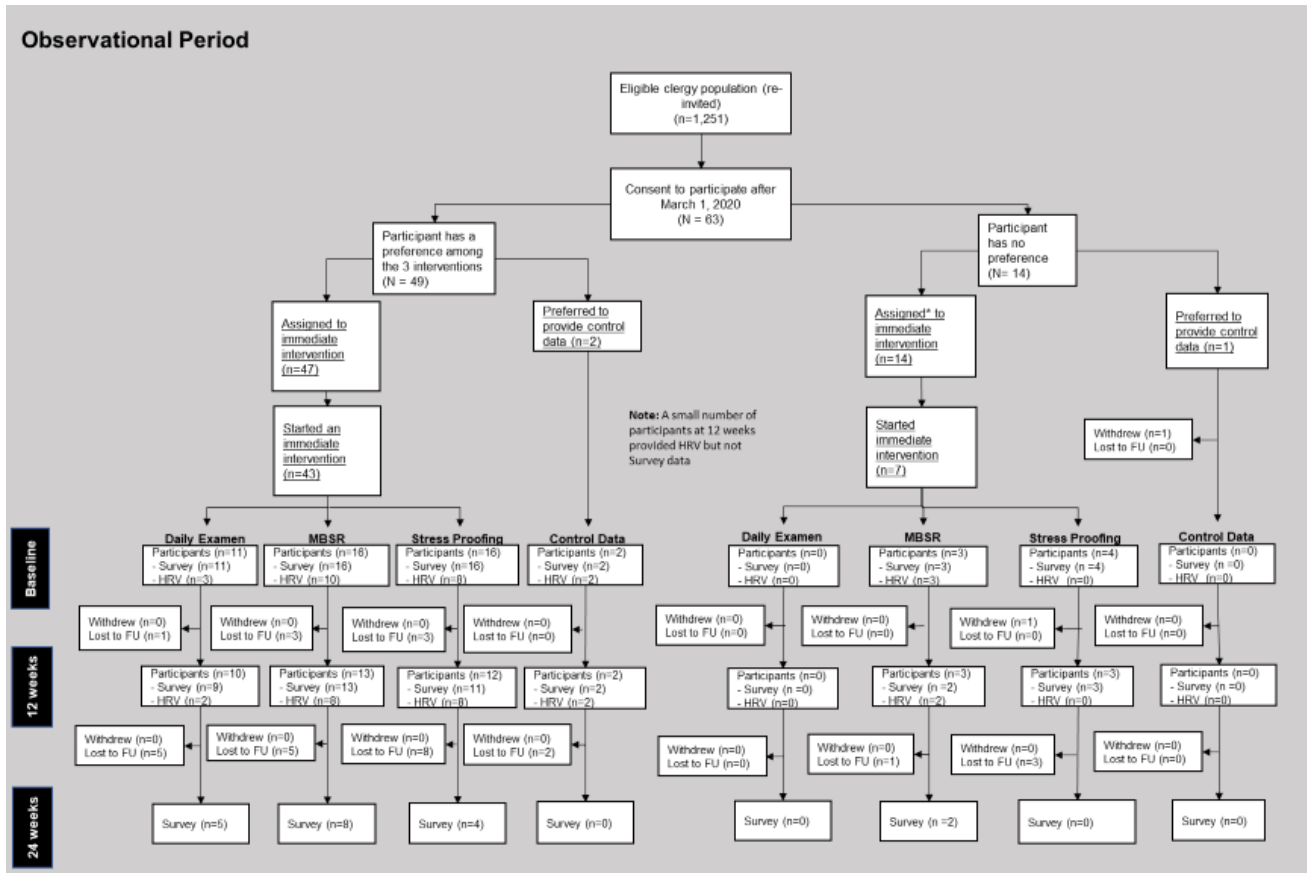 Observational Period
Eligible clergy population (re-
invited)
(n=1,251)
Consent to participate after
March 1, 2020
(N = 63)
Participant has a
preference among
the 3 interventions
(N = 49)
Participant
has no
preference
(N= 14)
Assigned to
immediate
intervention
(n=47)
Preferred to
provide control
data (n=2)
Assigned* to
immediate
intervention
(n=14)
Preferred to
provide control
data (n=1)
Started an
immediate
intervention
(n=43)
Note: A small number of
participants at 12 weeks
provided HRV but not
Survey data
Started
immediate
intervention
(n=7)
Withdrew (n=1)
Lost to FU (n=0)
Baseline
Daily Examen
Participants (n=11)
- Survey (n=11)
- HRV (n=3)
MBSR
Participants (n=16)
- Survey (n=16)
- HRV (n=10)
Stress Proofing
Participants (n=16)
- Survey (n=16)
- HRV (n=8)
Control Data
Participants (n=2)
- Survey (n=2)
- HRV (n=2)
Daily Examen
Participants (n=0)
- Survey (n=0)
- HRV (n=0)
MBSR
Participants (n=3)
- Survey (n=3)
- HRV (n=3)
Stress Proofing
Participants (n=4)
- Survey (n =4)
- HRV (n=0)
Control Data
Participants (n=0)
- Survey (n =0)
- HRV (n=0)
Withdrew (n=0)
Lost to FU (n=1)
Withdrew (n=0)
Lost to FU (n=3)
Withdrew (n=0)
Lost to FU (n=3)
Withdrew (n=0)
Lost to FU (n=0)
Withdrew (n=0)
Lost to FU (n=0)
Withdrew (n=0)
Lost to FU (n=0)
Withdrew (n=1)
Lost to FU (n=0)
Withdrew (n=0)
Lost to FU (n=0)
12 weeks
Participants (n=10)
- Survey (n=9)
- HRV (n=2)
Participants (n=13)
- Survey (n=13)
- HRV (n=8)
Participants (n=12)
- Survey (n=11)
- HRV (n=8)
Participants (n=2)
- Survey (n=2)
- HRV (n=2)
Participants (n=0)
- Survey (n =0)
- HRV (n=0)
Participants (n=3)
- Survey (n =2)
- HRV (n=2)
Participants (n=3)
- Survey (n=3)
- HRV (n=0)
Participants (n=0)
- Survey (n =0)
- HRV (n=0)
Withdrew (n=0)
Lost to FU (n=5)
Withdrew (n=0)
Lost to FU (n=5)
Withdrew (n=0)
Lost to FU (n=8)
Withdrew (n=0)
Lost to FU (n=2)
Withdrew (n=0)
Lost to FU (n=0)
Withdrew (n=0)
Lost to FU (n=1)
Withdrew (n=0)
Lost to FU (n=3)
Withdrew (n=0)
Lost to FU (n=0)
24 weeks
Survey (n=5)
Survey (n=8)
Survey (n=4)
Survey (n=0)
Survey (n=0)
Survey (n =2)
Survey (n=0)
Survey (n=0)